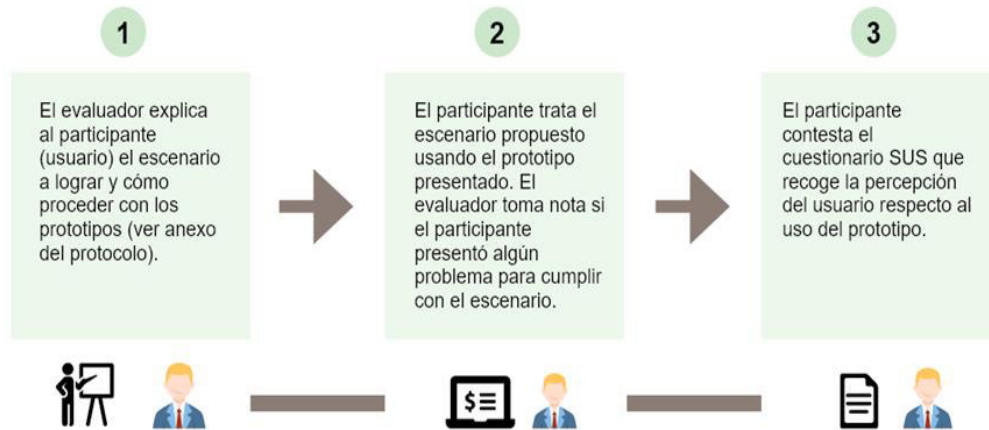 1
El evaluador explica
al participante
(usuario) el escenario
a lograr y cómo
proceder con los
prototipos (ver anexo
del protocolo).
2
El participante trata el
escenario propuesto
usando el prototipo
presentado. El
evaluador toma nota si
el participante
presentó algún
problema para cumplir
con el escenario.
3
El participante
contesta el
cuestionario SUS que
recoge la percepción
del usuario respecto al
uso del prototipo.
$